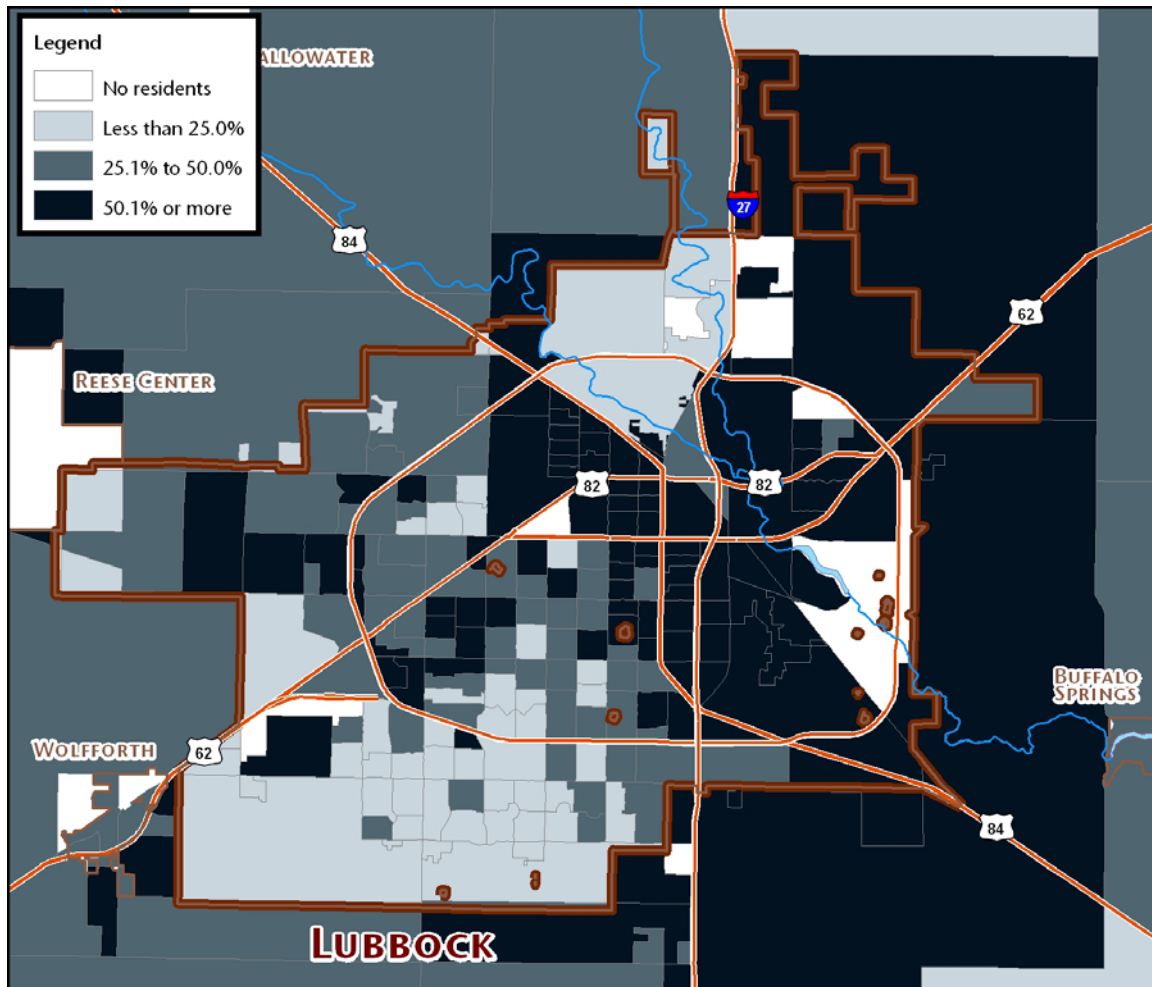 Legend
ALLOWATER
No residents
Less than 25.0%
25.1% to 50.0%
50.1% or more
27
84
62
REESE CENTER
82
82
BUFFALO
SPRINGS
WOLFFORTH
62
84
LUBBOCK